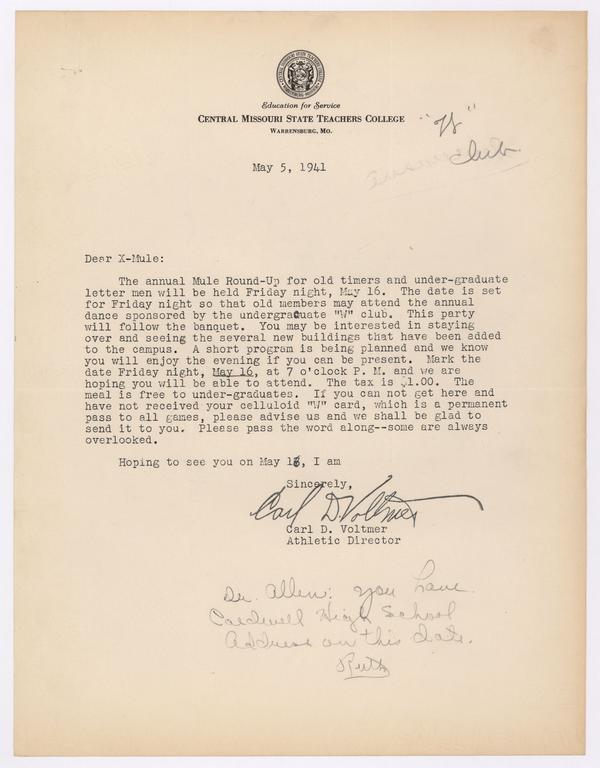 Education for Service
CENTRAL MISSOURI STATE TEACHERS COLLEGE
WARRENSBURG, MO.
"W"
Club
May 5, 1941
Dear X-Mule:
The annual Mule Round-Up for old timers and under-graduate
letter men will be held Friday night, May 16. The date is set
for Friday night so that old members may attend the annual
dance sponsored by the undergraduate "W" club. This party
will follow the banquet. You may be interested in staying
over and seeing the several new buildings that have been added
to the campus. A short program is being planned and we know
you will enjoy the evening if you can be present. Mark the
date Friday night, May 16, at 7 o'clock P. M. and we are
hoping you will be able to attend. The tax is $1.00. The
meal is free to under-graduates. If you can not get here and
have not received your celluloid "W" card, which is a permanent
pass to all games, please advise us and we shall be glad to
send it to you. Please pass the word along--some are always
overlooked.
Hoping to see you on May 16, I am
Sincerely,
Carl D. Voltmer
Carl D. Voltmer
Athletic Director
Dr. Allen: you have
Caldwell High School
Address on this date.
Ruth